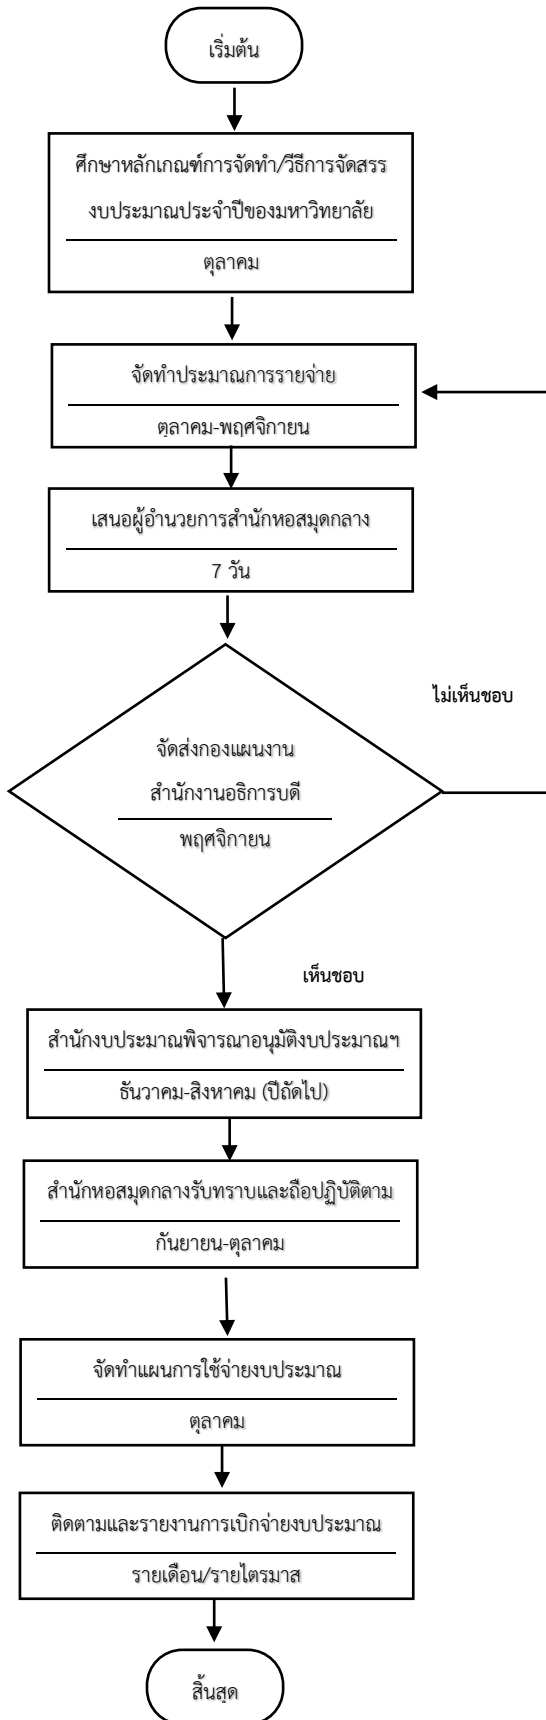 เริ่มต้น
ศึกษาหลักเกณฑ์การจัดทำ/วีธีการจัดสรร
งบประมาณประจำปีของมหาวิทยาลัย
ตุลาคม
จัดทำประมาณการรายจ่าย
ตุลาคม-พฤศจิกายน
เสนอผู้อำนวยการสำนักหอสมุดกลาง
7 วัน
ไม่เห็นชอบ
จัดส่งกองแผนงาน
สำนักงานอธิการบดี
พฤศจิกายน
เห็นชอบ
สำนักงบประมาณพิจารณาอนุมัติงบประมาณฯ
ธันวาคม-สิงหาคม (ปีถัดไป)
สำนักหอสมุดกลางรับทราบและถือปฏิบัติตาม
กันยายน-ตุลาคม
จัดทำแผนการใช้จ่ายงบประมาณ
ตุลาคม
ติดตามและรายงานการเบิกจ่ายงบประมาณ
รายเดือน/รายไตรมาส
สิ้นสุด